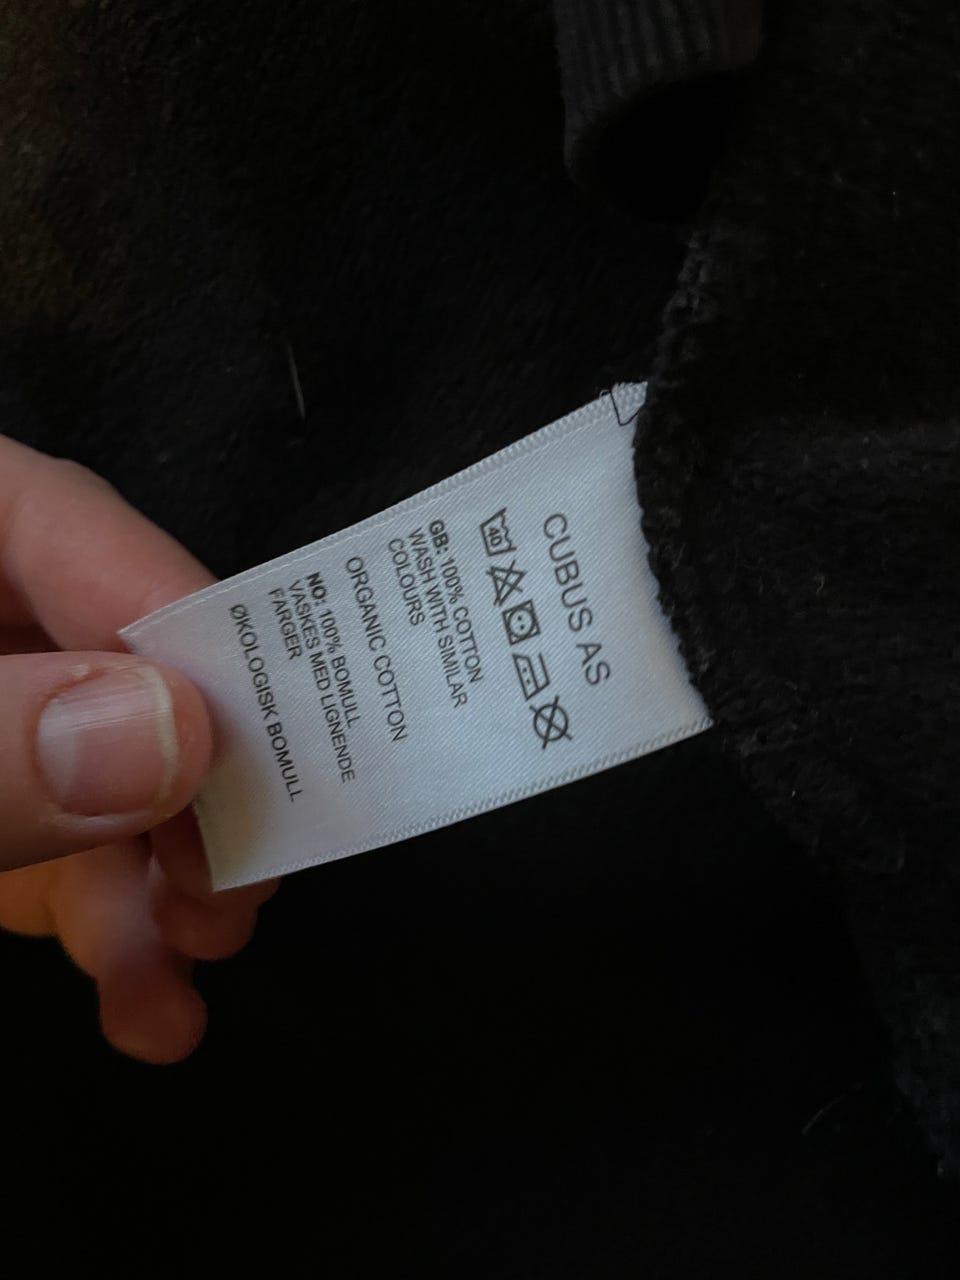 CUBUS AS
40
GB: 100% COTTON
WASH WITH SIMILAR
COLOURS
ORGANIC COTTON
NO: 100% BOMULL
VASKES MED LIGNENDE
FARGER
ØKOLOGISK BOMULL